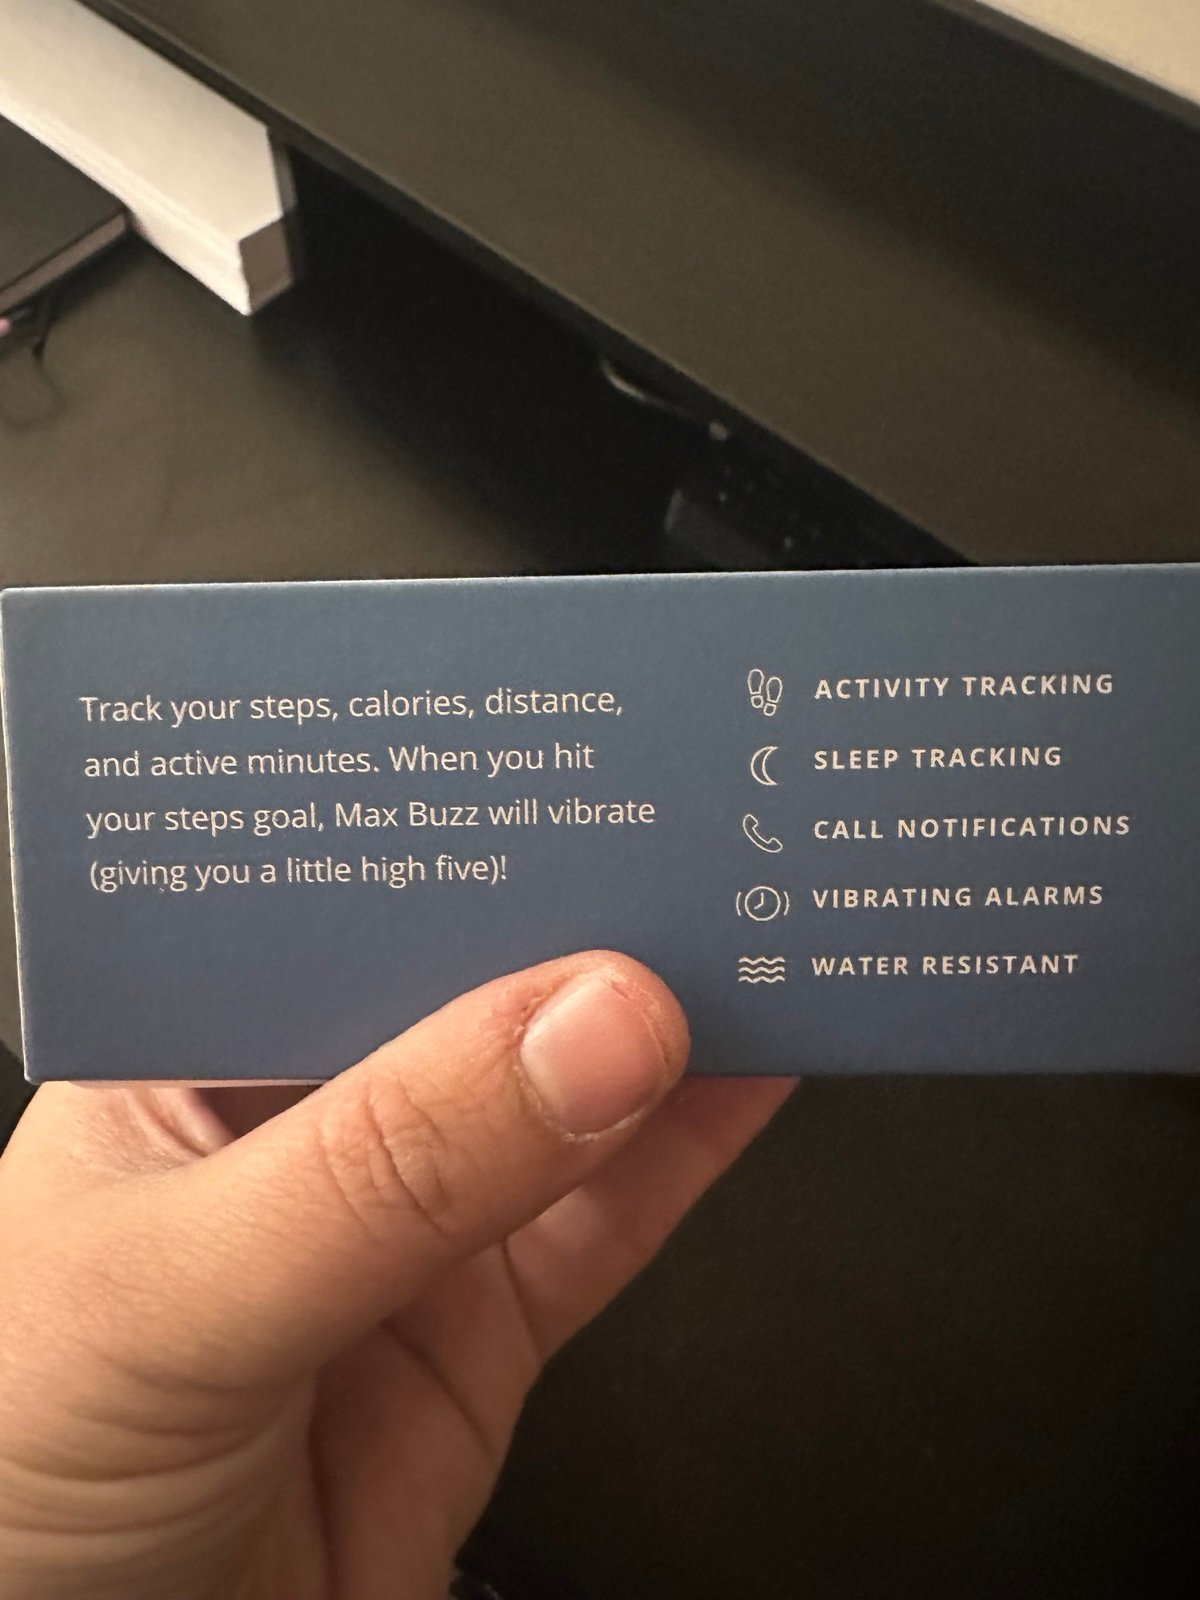 Track your steps, calories, distance,
and active minutes. When you hit
your steps goal, Max Buzz will vibrate
(giving you a little high five)!
ACTIVITY TRACKING
SLEEP TRACKING
CALL NOTIFICATIONS
VIBRATING ALARMS
WATER RESISTANT